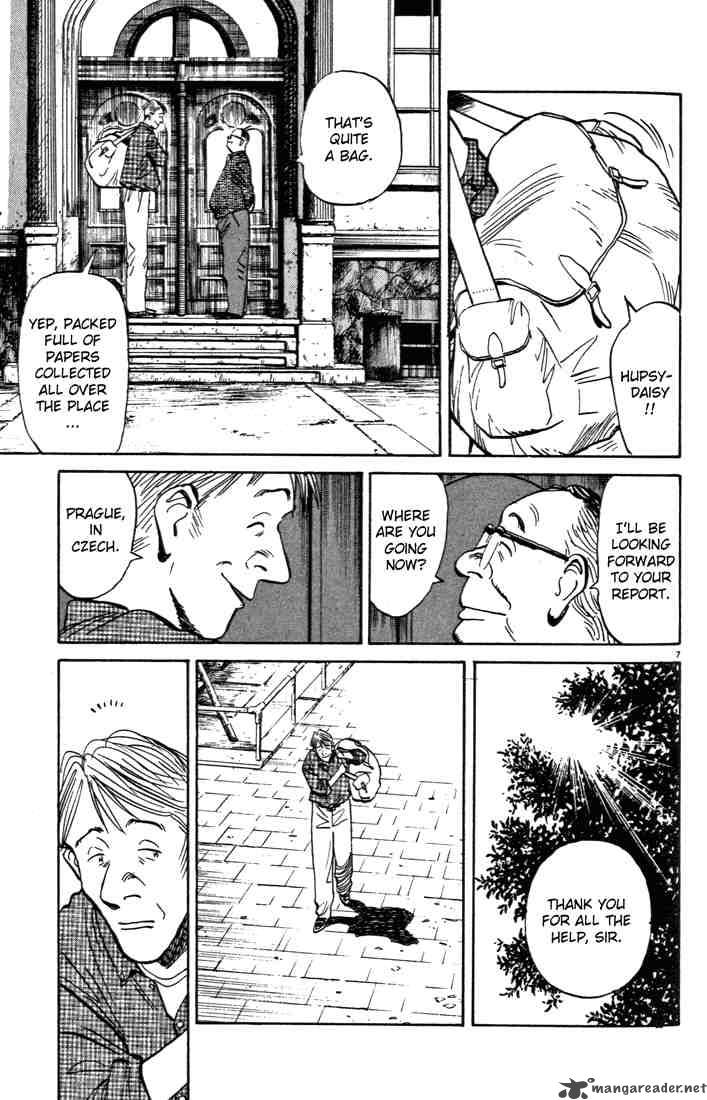 HUPSY-
DAISY
!!
THAT'S
QUITE
A BAG.
YEP, PACKED
FULL OF
PAPERS
COLLECTED
ALL OVER
THE PLACE
...
I'LL BE
LOOKING
FORWARD
TO YOUR
REPORT.
WHERE
ARE YOU
GOING
NOW?
PRAGUE,
IN
CZECH.
7
THANK YOU
FOR ALL THE
HELP, SIR.
mangareader.net